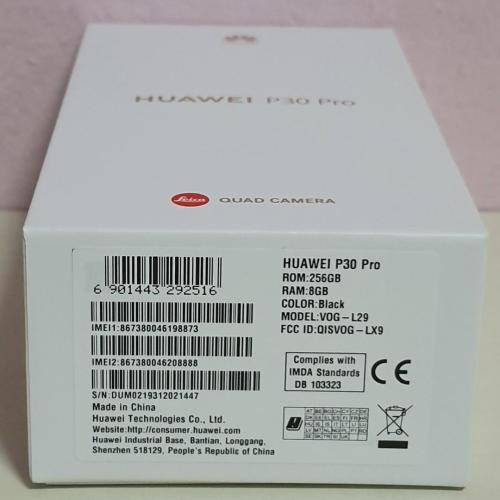 HUAWEI P30 Pro
Leica QUAD CAMERA
6 901443 292516
IMEI1:867380046198873
IMEI2:867380046208888
S/N:DUM0219312021447
Made in China
Huawei Technologies Co., Ltd.
Website:http://consumer.huawei.com
Huawei Industrial Base, Bantian, Longgang,
Shenzhen 518129, People's Republic of China
HUAWEI P30 Pro
ROM:256GB
RAM:8GB
COLOR:Black
MODEL:VOG-L29
FCC ID:QISVOG-LX9
Complies with
IMDA Standards
DB 103323
CE